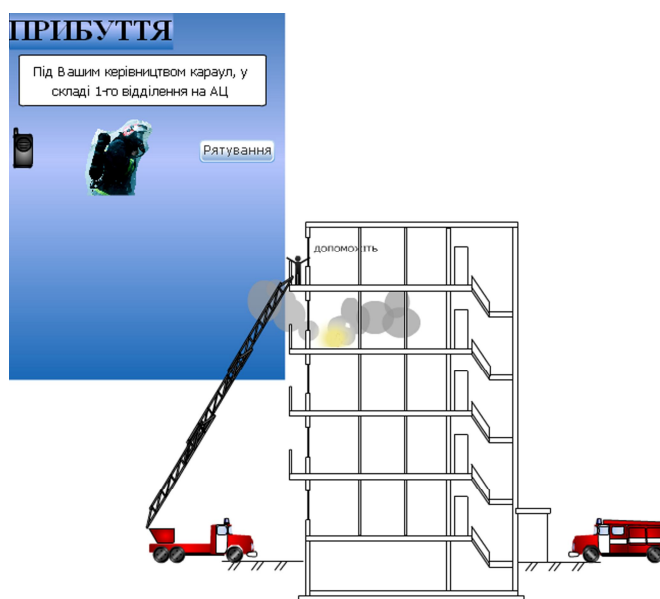 ПРИБУТТЯ
Під Вашим керівництвом караул, у
складі 1-го відділення на АЦ
Рятування
ДОПОМОЖІТЬ